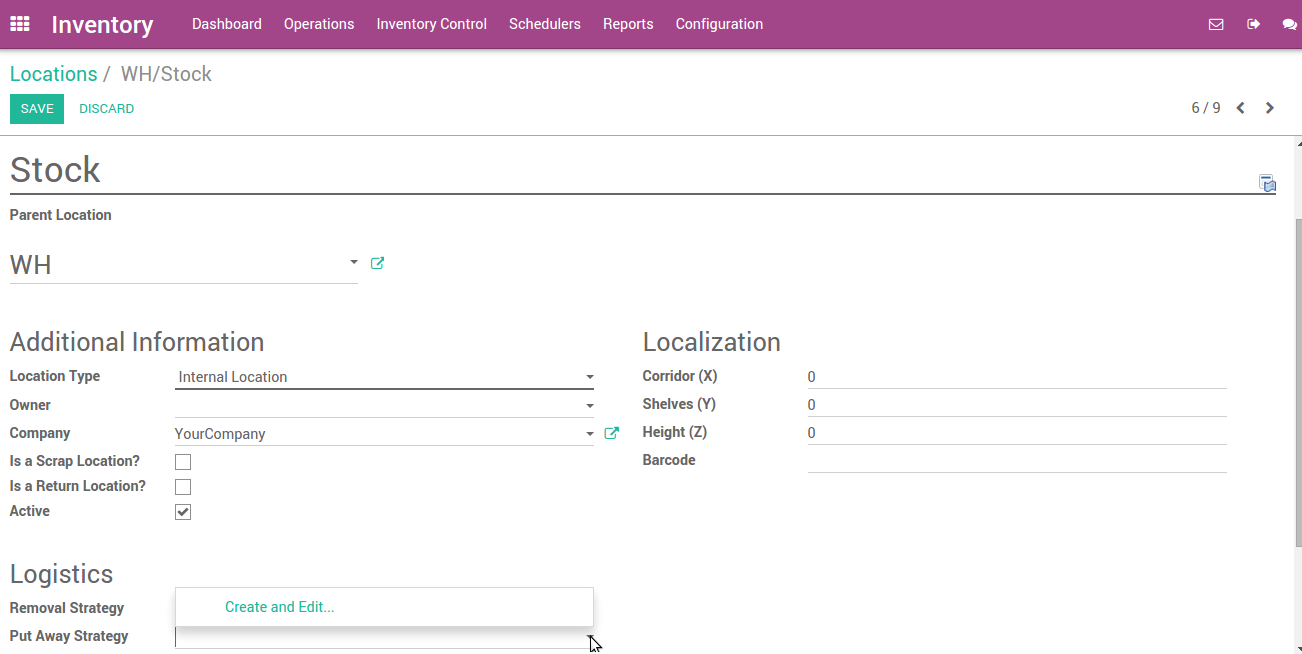 Inventory Dashboard Operations Inventory Control Schedulers Reports Configuration
Locations / WH/Stock
SAVE DISCARD 6 / 9
Stock
Parent Location
WH
Additional Information Localization
Location Type Internal Location Corridor (X) 0
Owner Shelves (Y) 0
Company YourCompany Height (Z) 0
Is a Scrap Location? Barcode
Is a Return Location?
Active
Logistics
Removal Strategy Create and Edit...
Put Away Strategy